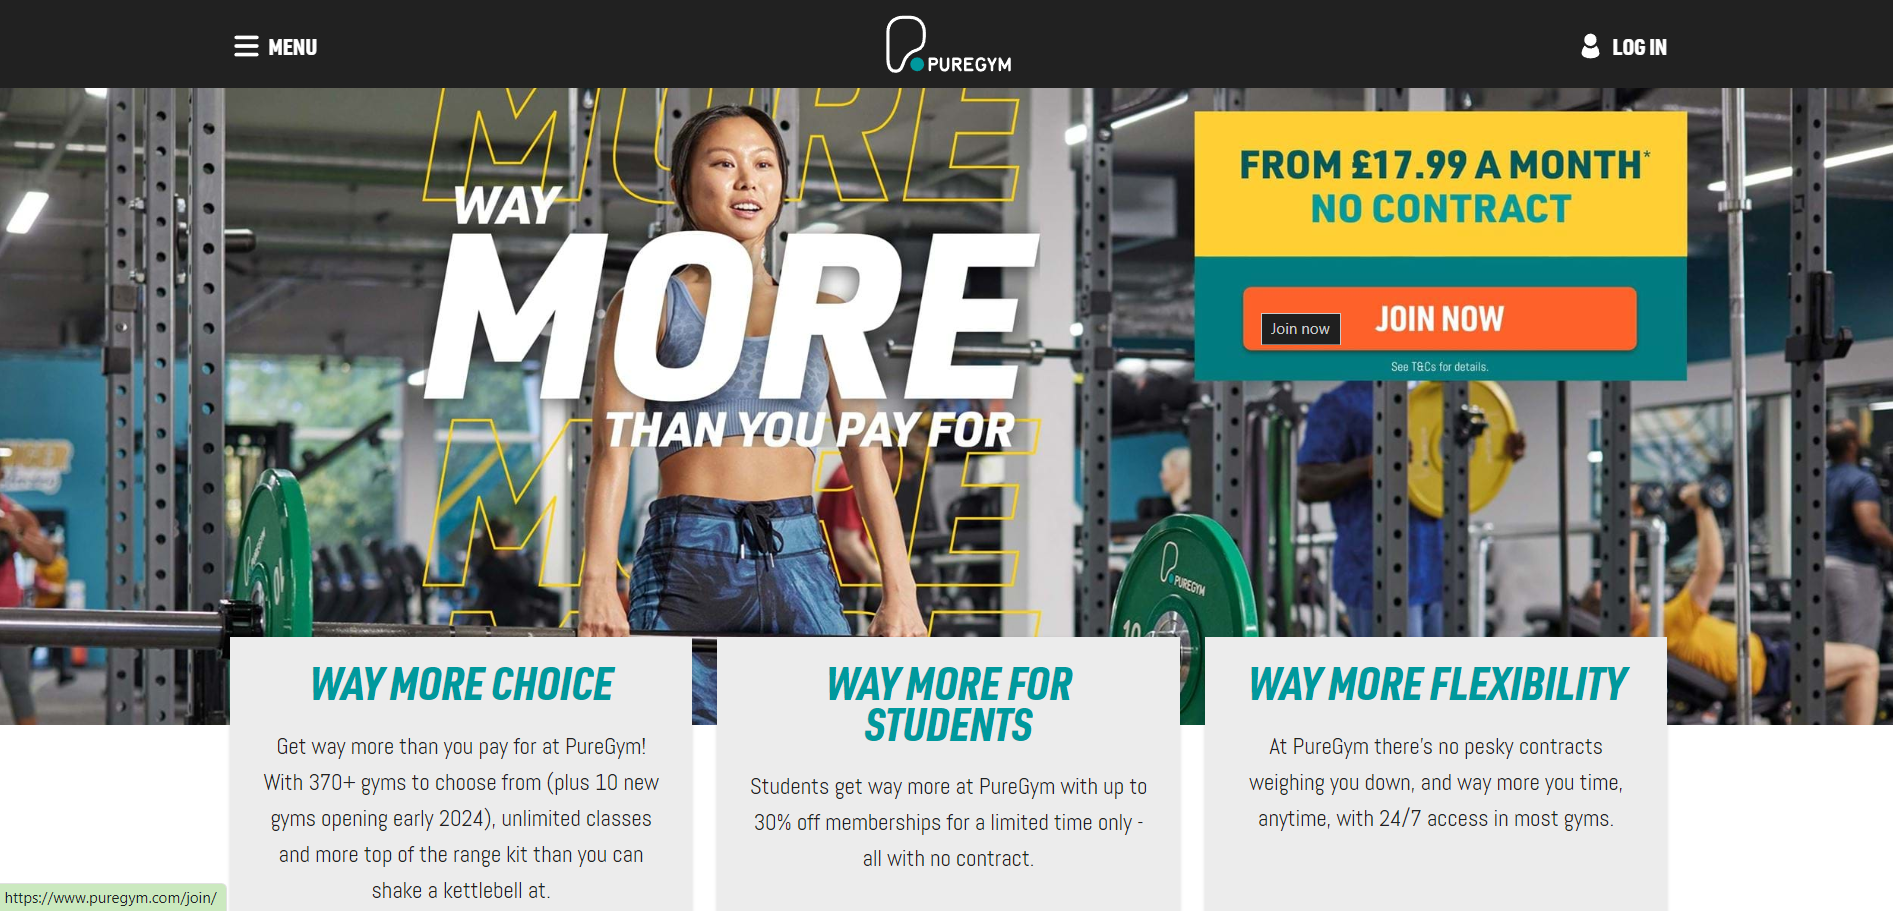 MENU
PUREGYM
LOG IN
MORE
WAY
MORE
THAN YOU PAY FOR
MORE
FROM £17.99 A MONTH*
NO CONTRACT
JOIN NOW
Join now
See T&Cs for details.
PUREGYM
10
PUREGYM
10
WAY MORE CHOICE
Get way more than you pay for at PureGym!
With 370+ gyms to choose from (plus 10 new
gyms opening early 2024), unlimited classes
and more top of the range kit than you can
shake a kettlebell at.
WAY MORE FOR
STUDENTS
Students get way more at PureGym with up to
30% off memberships for a limited time only -
all with no contract.
WAY MORE FLEXIBILITY
At PureGym there's no pesky contracts
weighing you down, and way more you time,
anytime, with 24/7 access in most gyms.
https://www.puregym.com/join/